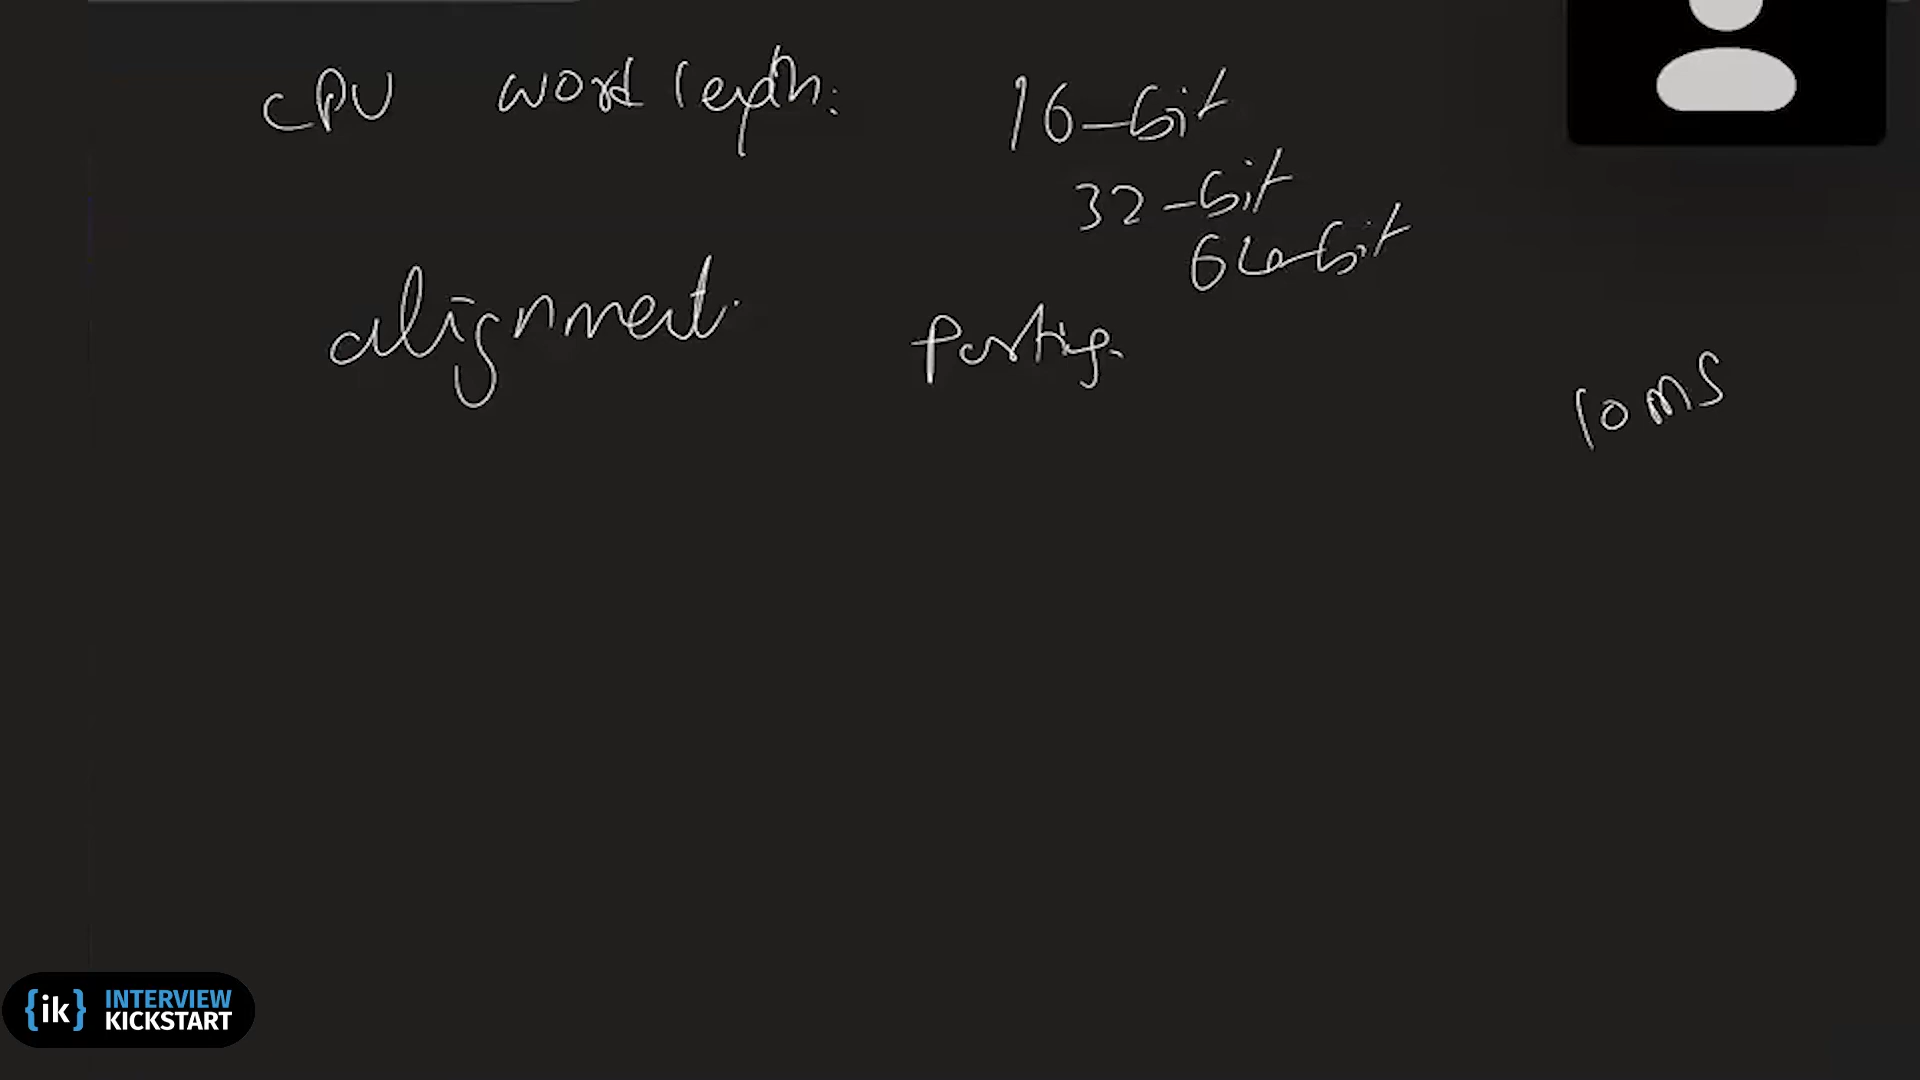 CPU word length: 16-bit
32-bit
64-bit
alignment. Porting.
10ms
{ik} INTERVIEW
KICKSTART